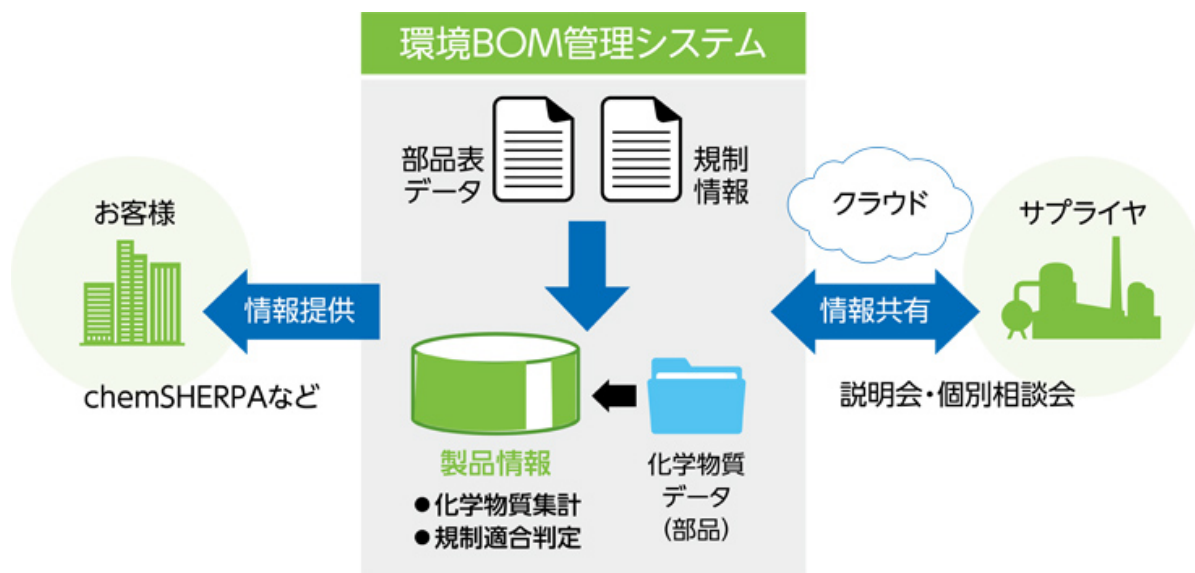 環境BOM管理システム
部品表
データ
規制
情報
クラウド
お客様
サプライヤ
情報提供
情報共有
chemSHERPAなど
説明会・個別相談会
製品情報
●化学物質集計
●規制適合判定
化学物質
データ
(部品)